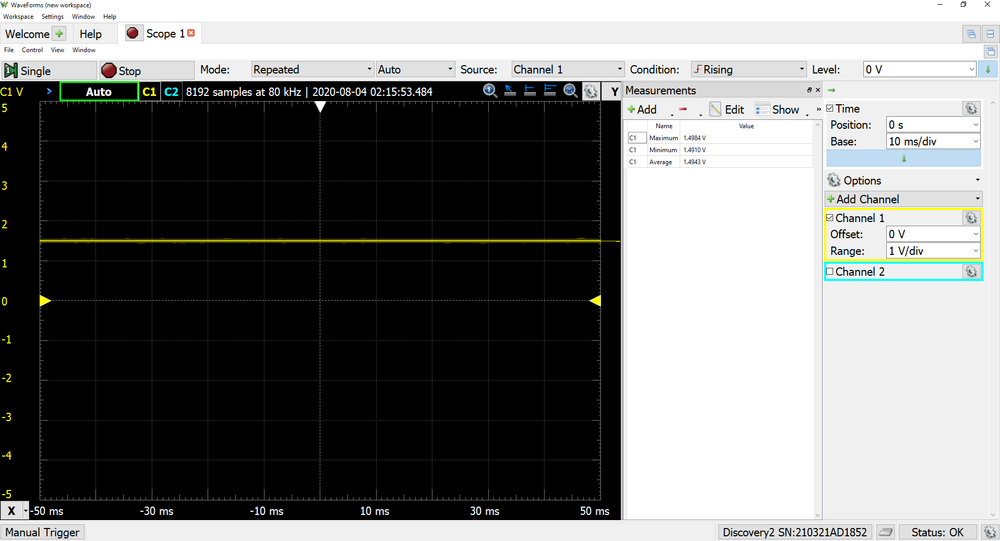 WaveForms (new workspace)
Workspace Settings Window Help
Welcome Help Scope 1
File Control View Window
Single Stop Mode: Repeated Auto Source: Channel 1 Condition: Rising Level: 0 V
C1 V Auto C1 C2 8192 samples at 80 kHz | 2020-08-04 02:15:53.484 Y
5
4
3
2
1
0
-1
-2
-3
-4
-5
X -50 ms -30 ms -10 ms 10 ms 30 ms 50 ms
Measurements
Add Edit Show »
Name Value
C1 Maximum 1.4984 V
C1 Minimum 1.4910 V
C1 Average 1.4943 V
Time
Position: 0 s
Base: 10 ms/div
Options
Add Channel
Channel 1
Offset: 0 V
Range: 1 V/div
Channel 2
Manual Trigger Discovery2 SN:210321AD1852 Status: OK